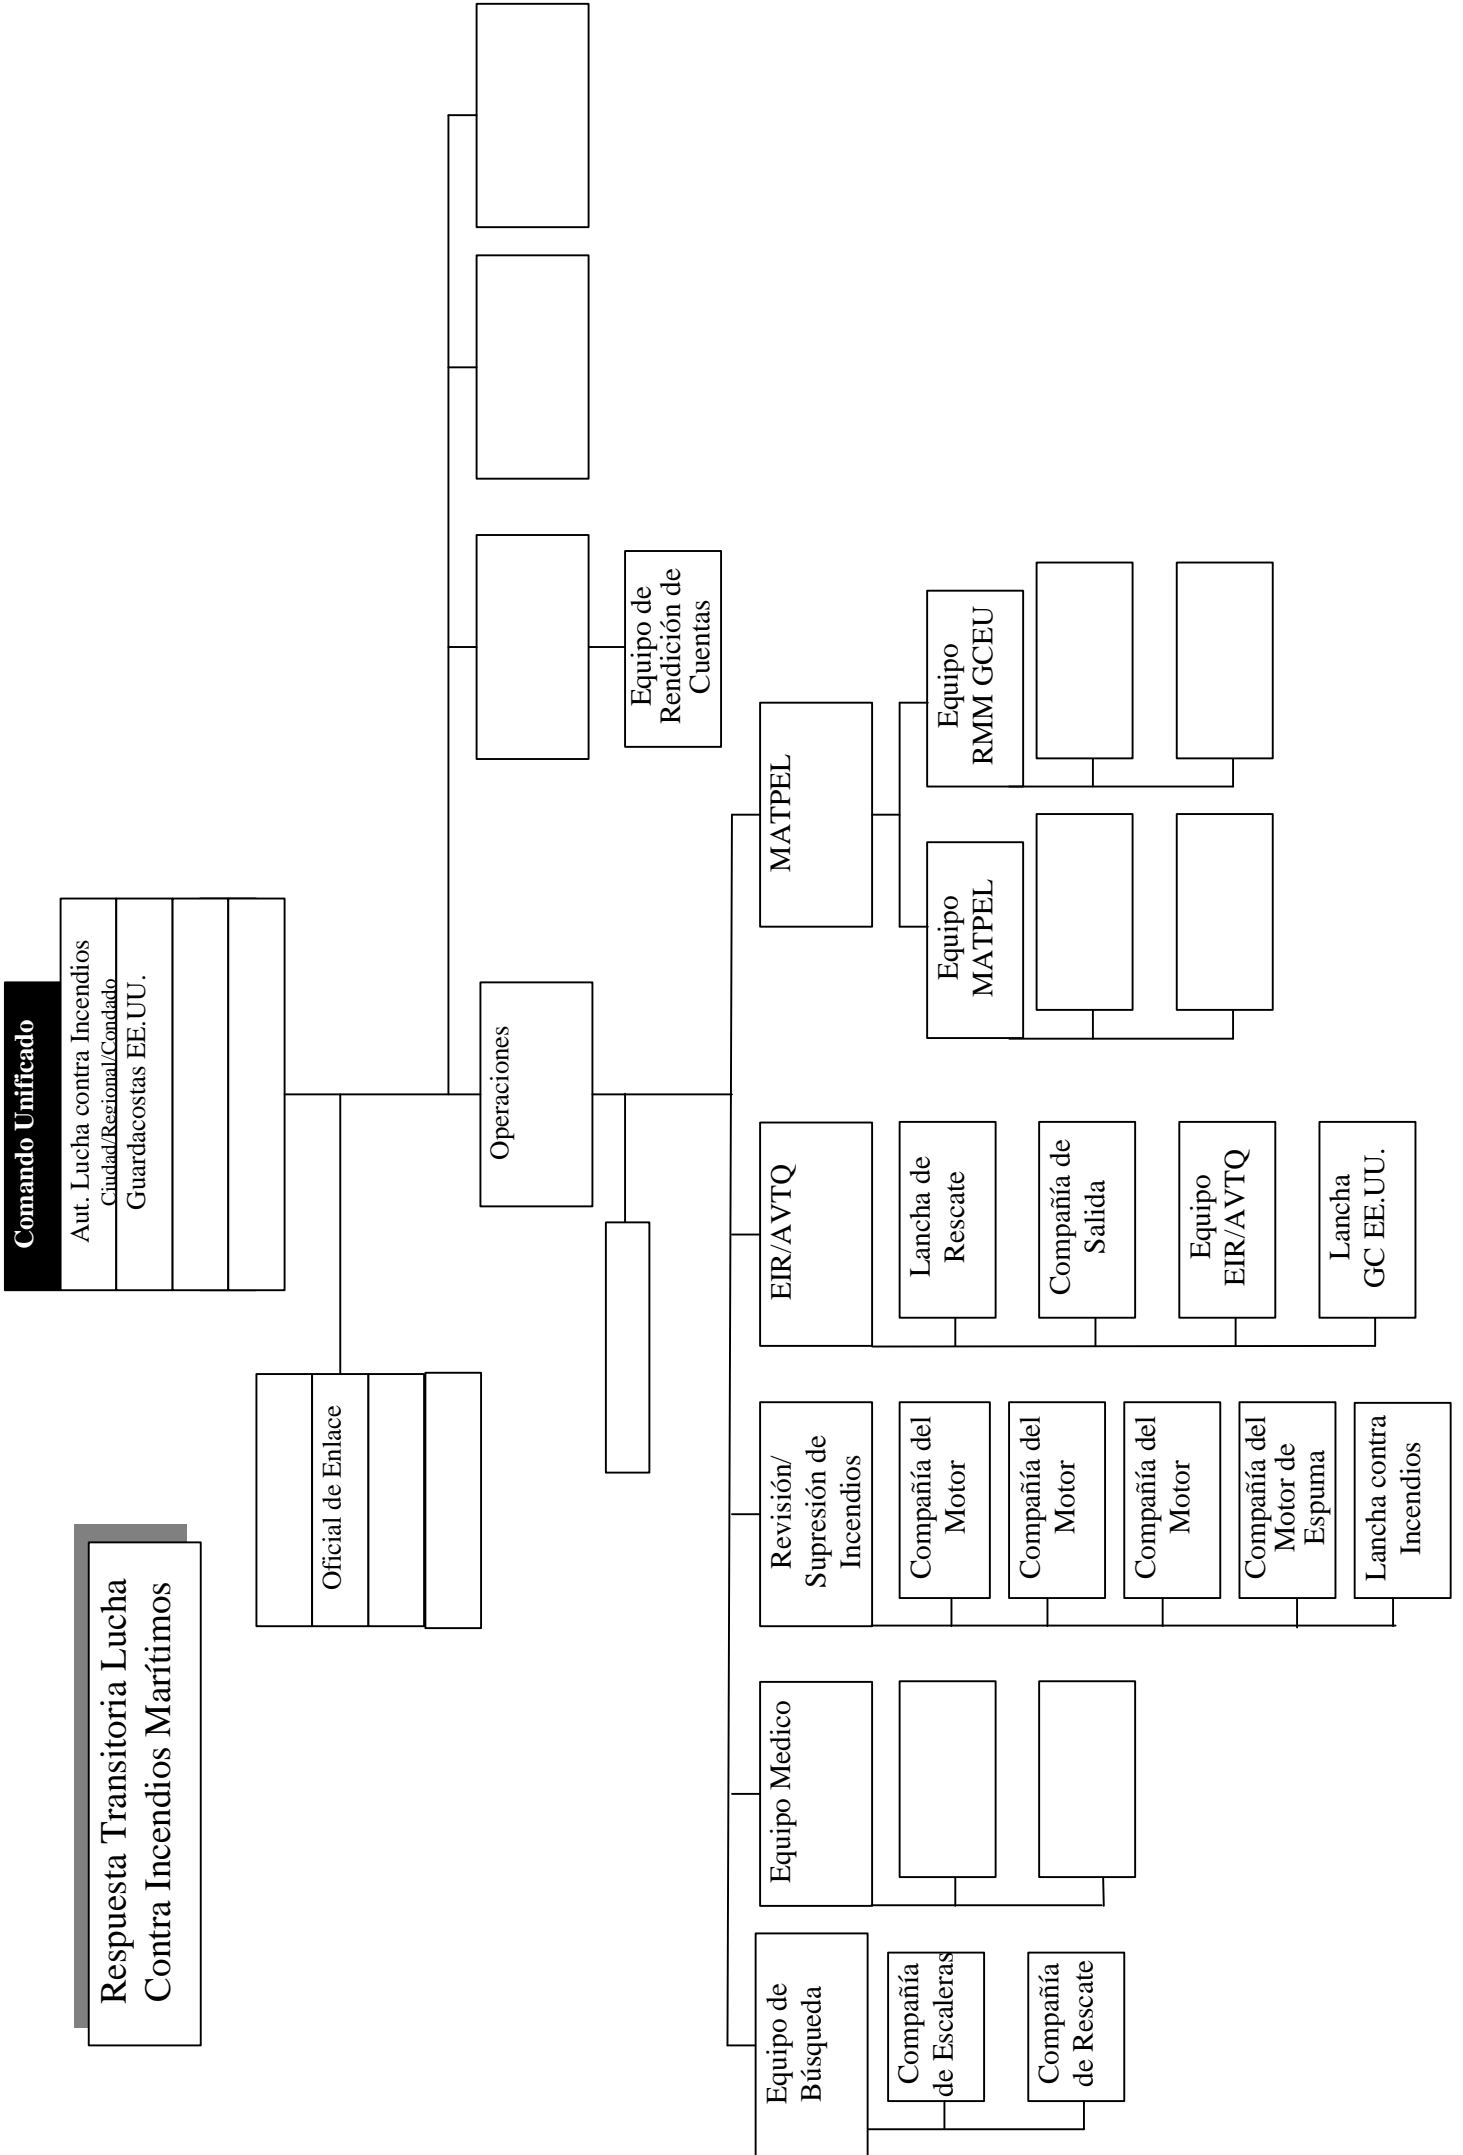 Respuesta Transitoria Lucha
Contra Incendios Marítimos
Comando Unificado
Aut. Lucha contra Incendios
Ciudad/Regional/Condado
Guardacostas EE.UU.
Oficial de Enlace
Operaciones
Equipo de
Rendición de
Cuentas
Equipo de
Búsqueda
Compañía
de Escaleras
Compañía
de Rescate
Equipo Medico
Revisión/
Supresión de
Incendios
Compañía del
Motor
Compañía del
Motor
Compañía del
Motor
Compañía del
Motor de
Espuma
Lancha contra
Incendios
EIR/AVTQ
Lancha de
Rescate
Compañía de
Salida
Equipo
EIR/AVTQ
Lancha
GC EE.UU.
MATPEL
Equipo
MATPEL
Equipo
RMM GCEU